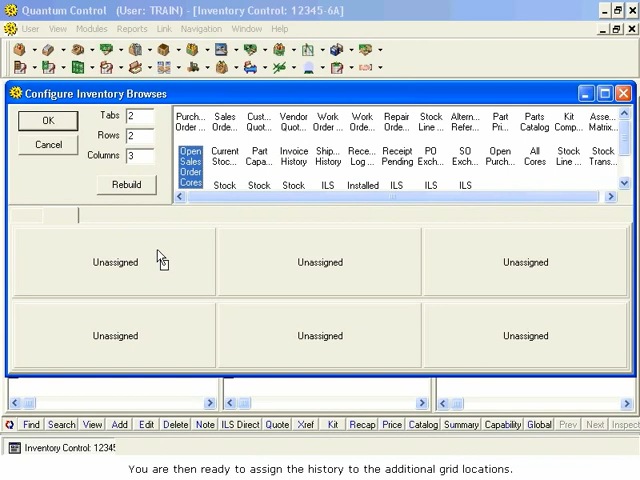 Quantum Control (User: TRAIN) - [Inventory Control: 12345-6A]
User View Modules Reports Link Navigation Window Help
Configure Inventory Browses
OK
Cancel
Tabs 2
Rows 2
Columns 3
Rebuild
Purch... Order ... Sales Orde... Cust... Quot... Vendor Quot... Work Order ... Work Orde... Repair Orde... Stock Line ... Altern... Refer... Part Pri... Parts Catalog Kit Comp... Asse... Matrix...
Open Sales Order Cores Current Stoc... Part Capa... Invoice History Ship... History Rece... Log ... Receipt Pending PO Exch... SO Exch... Open Purch... All Cores Stock Line ... Stock Trans...
Stock Stock Stock ILS Installed ILS ILS ILS
Unassigned Unassigned Unassigned
Unassigned Unassigned Unassigned
Find Search View Add Edit Delete Note ILS Direct Quote Xref Kit Recap Price Catalog Summary Capability Global Prev Next Inspect
Inventory Control: 1234
You are then ready to assign the history to the additional grid locations.